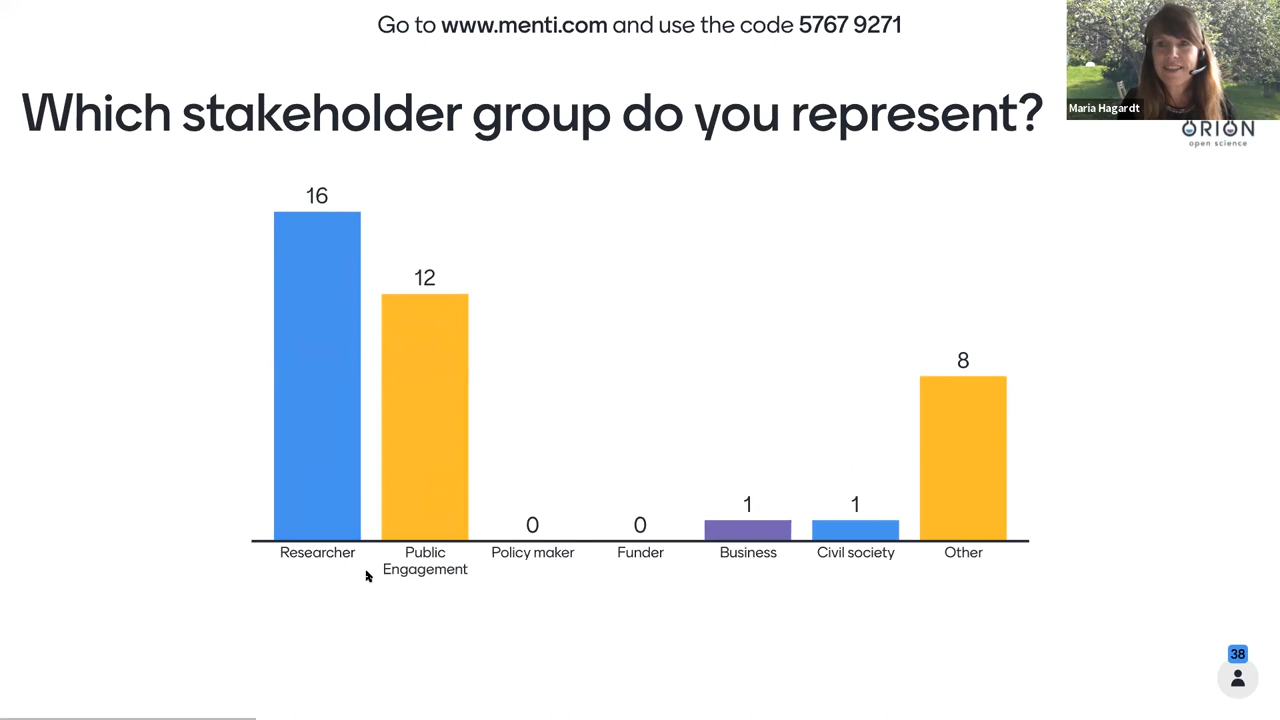 Go to www.menti.com and use the code 5767 9271
Maria Hagardt
Which stakeholder group do you represent?
ORION
open science
16
12
0
0
1
1
8
Researcher
Public
Engagement
Policy maker
Funder
Business
Civil society
Other
38